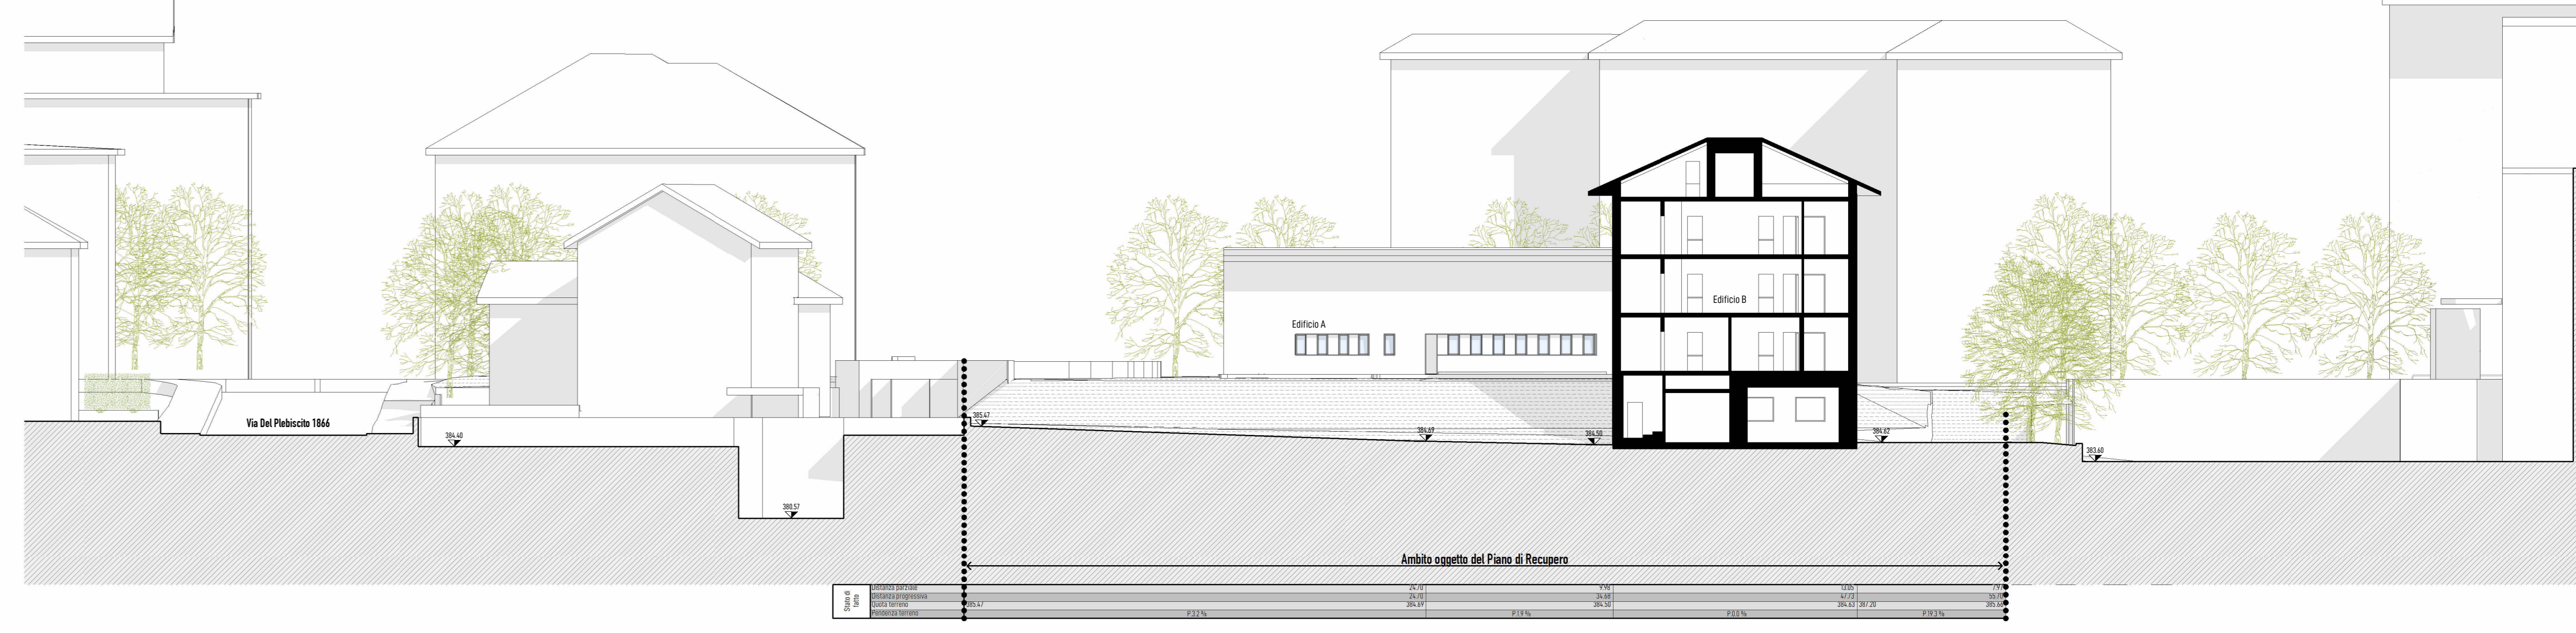 Edificio B
Edificio A
Via Del Plebiscito 1866
385.47
384.69
384.50
384.62
384.40
383.60
380.57
Ambito oggetto del Piano di Recupero
Stato di fatto
Distanza parziale 24.70 9.98 13.05
Distanza progressiva 24.70 34.68 47.73 55.70
Quota terreno 385.47 384.69 384.50 384.63 387.20 385.66
Pendenza terreno P.3.2 % P.1.9 % P.0.0 % P.19.3 %